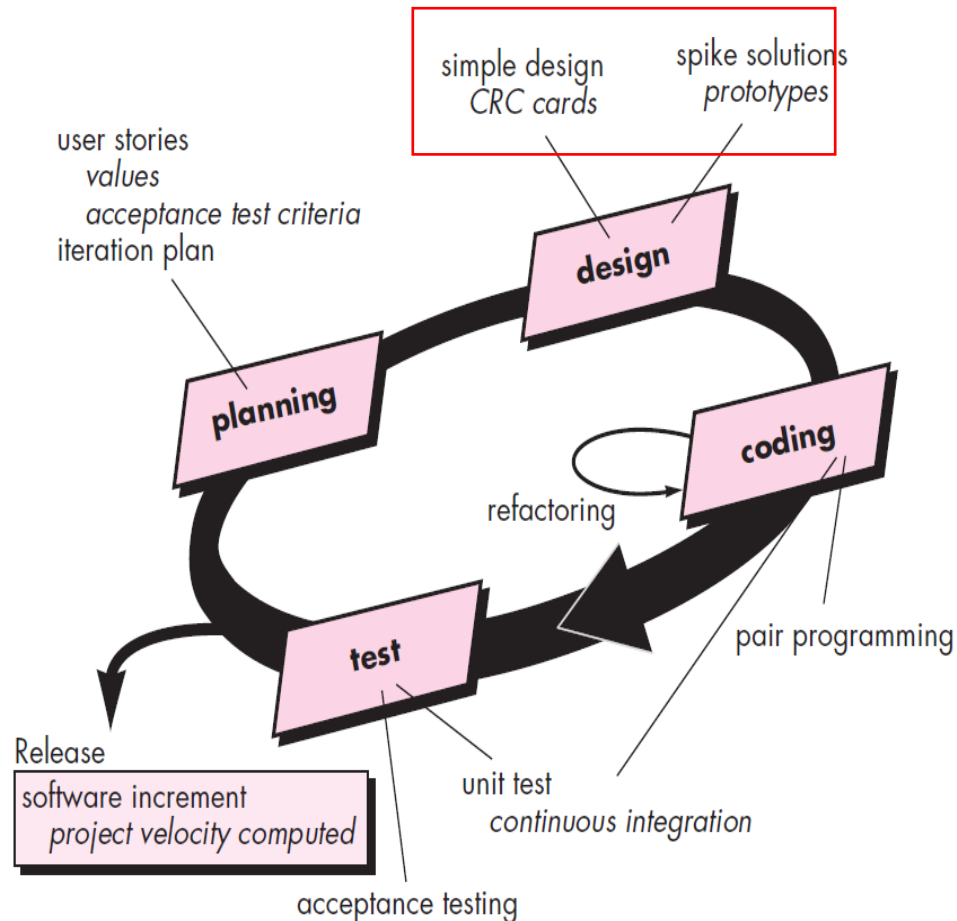 simple design
CRC cards
spike solutions
prototypes
user stories
values
acceptance test criteria
iteration plan
design
planning
coding
refactoring
test
pair programming
Release
software increment
project velocity computed
unit test
continuous integration
acceptance testing